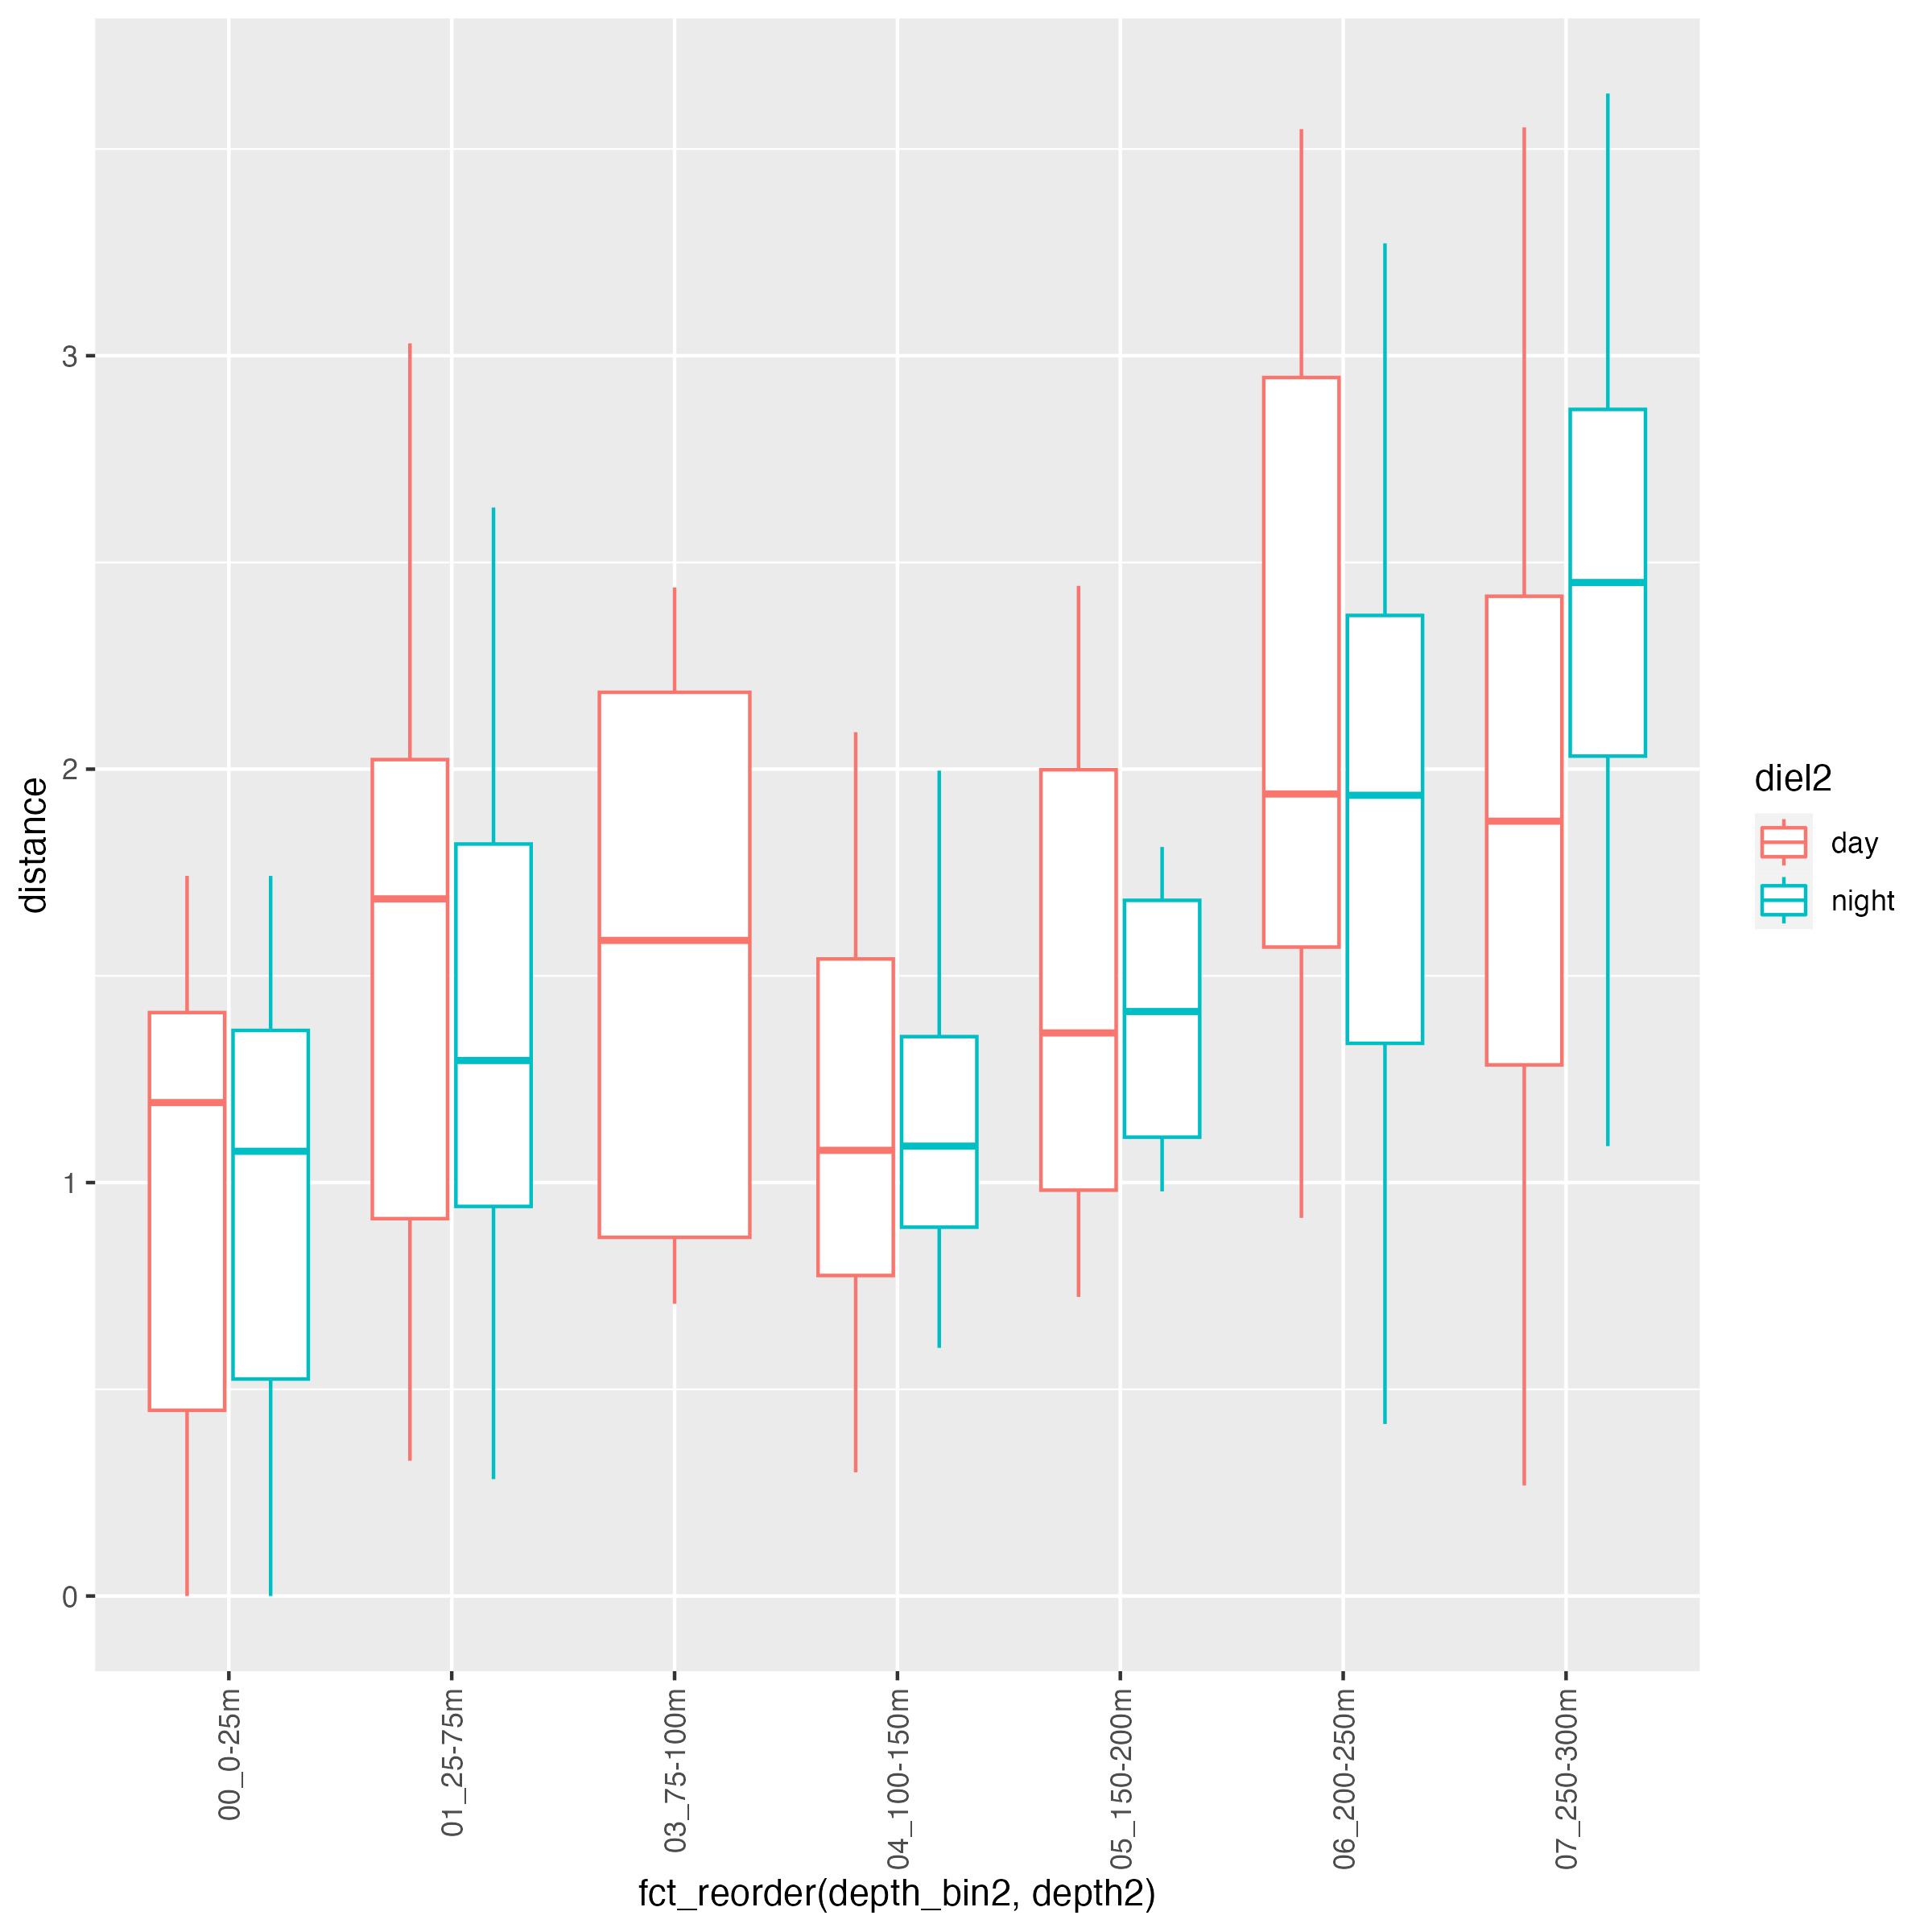 distance
3
2
1
0
00_0-25m
01_25-75m
03_75-100m
04_100-150m
05_150-200m
06_200-250m
07_250-300m
fct_reorder(depth_bin2, depth2)
diel2
day
night